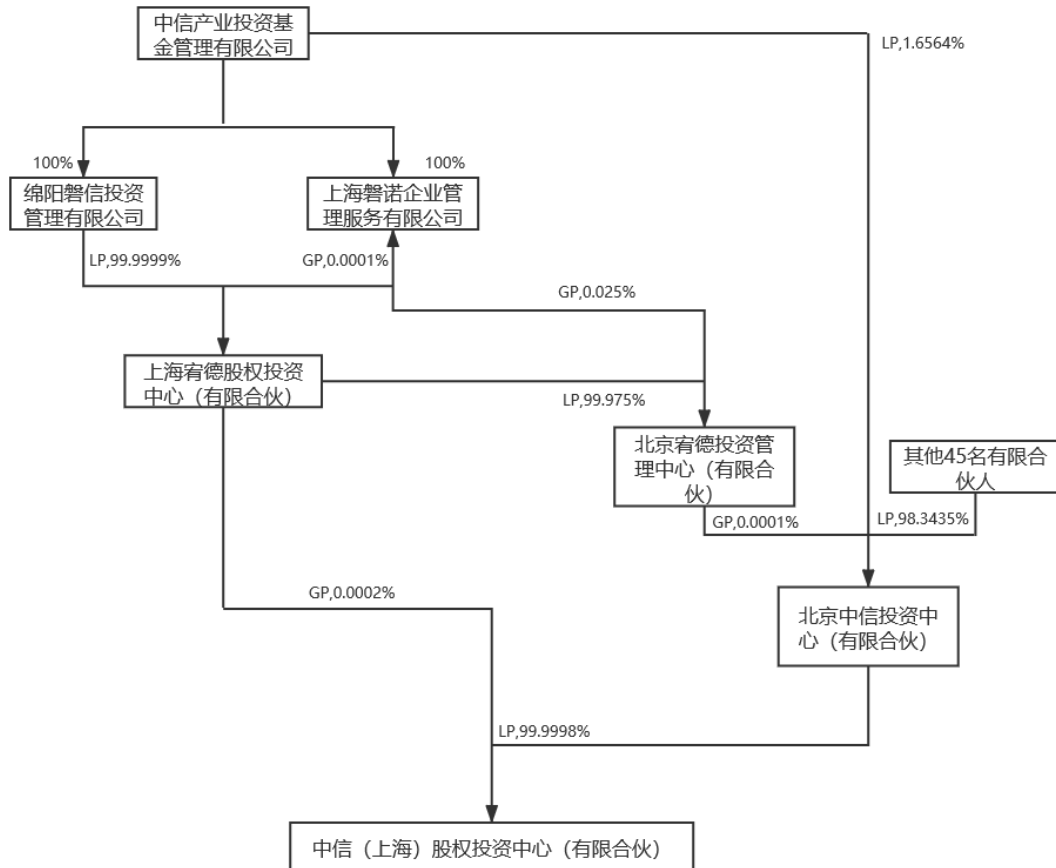 中信产业投资基
金管理有限公司
LP,1.6564%
100%
100%
绵阳磐信投资
管理有限公司
上海磐诺企业管
理服务有限公司
LP,99.9999%
GP,0.0001%
GP,0.025%
上海宥德股权投资
中心（有限合伙）
LP,99.975%
北京宥德投资管
理中心（有限合
伙）
其他45名有限合
伙人
GP,0.0001%
LP,98.3435%
GP,0.0002%
北京中信投资中
心（有限合伙）
LP,99.9998%
中信（上海）股权投资中心（有限合伙）